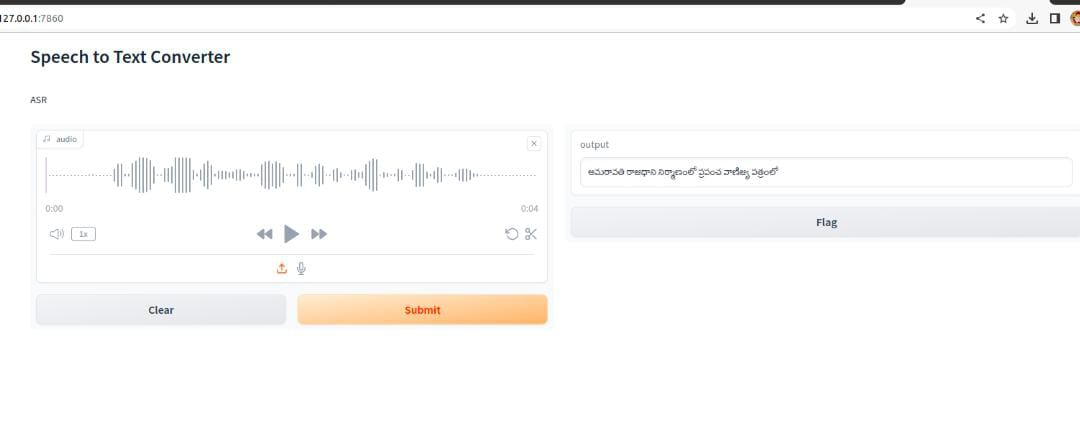 127.0.0.1:7860
Speech to Text Converter
ASR
audio
0:00
0:04
1x
Clear
Submit
output
అమరావతి రాజధాని నిర్మాణంలో ప్రపంచ వాణిజ్య పత్రంలో
Flag